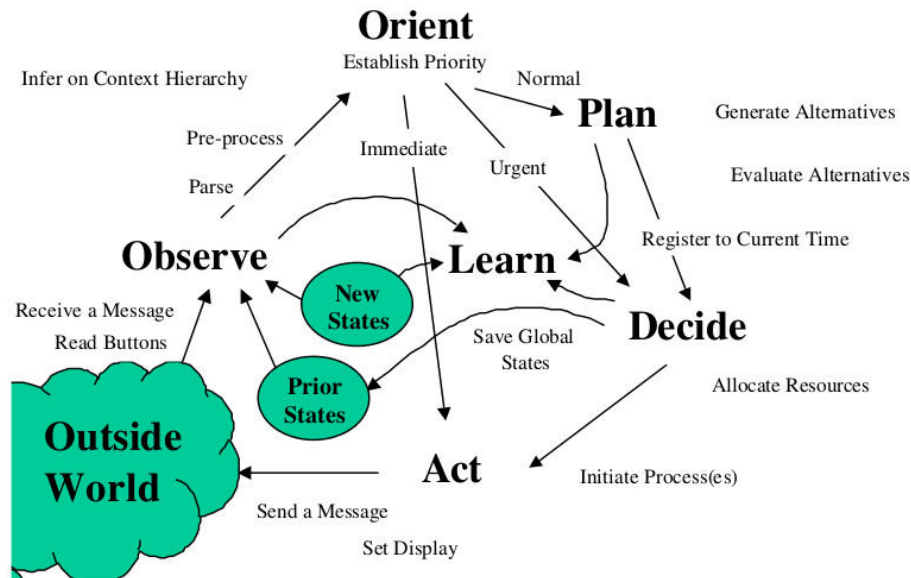 Orient
Establish Priority
Infer on Context Hierarchy
Normal
Plan
Generate Alternatives
Pre-process
Immediate
Urgent
Evaluate Alternatives
Parse
Observe
Learn
Register to Current Time
New
States
Receive a Message
Read Buttons
Decide
Save Global
States
Prior
States
Allocate Resources
Outside
World
Act
Initiate Process(es)
Send a Message
Set Display